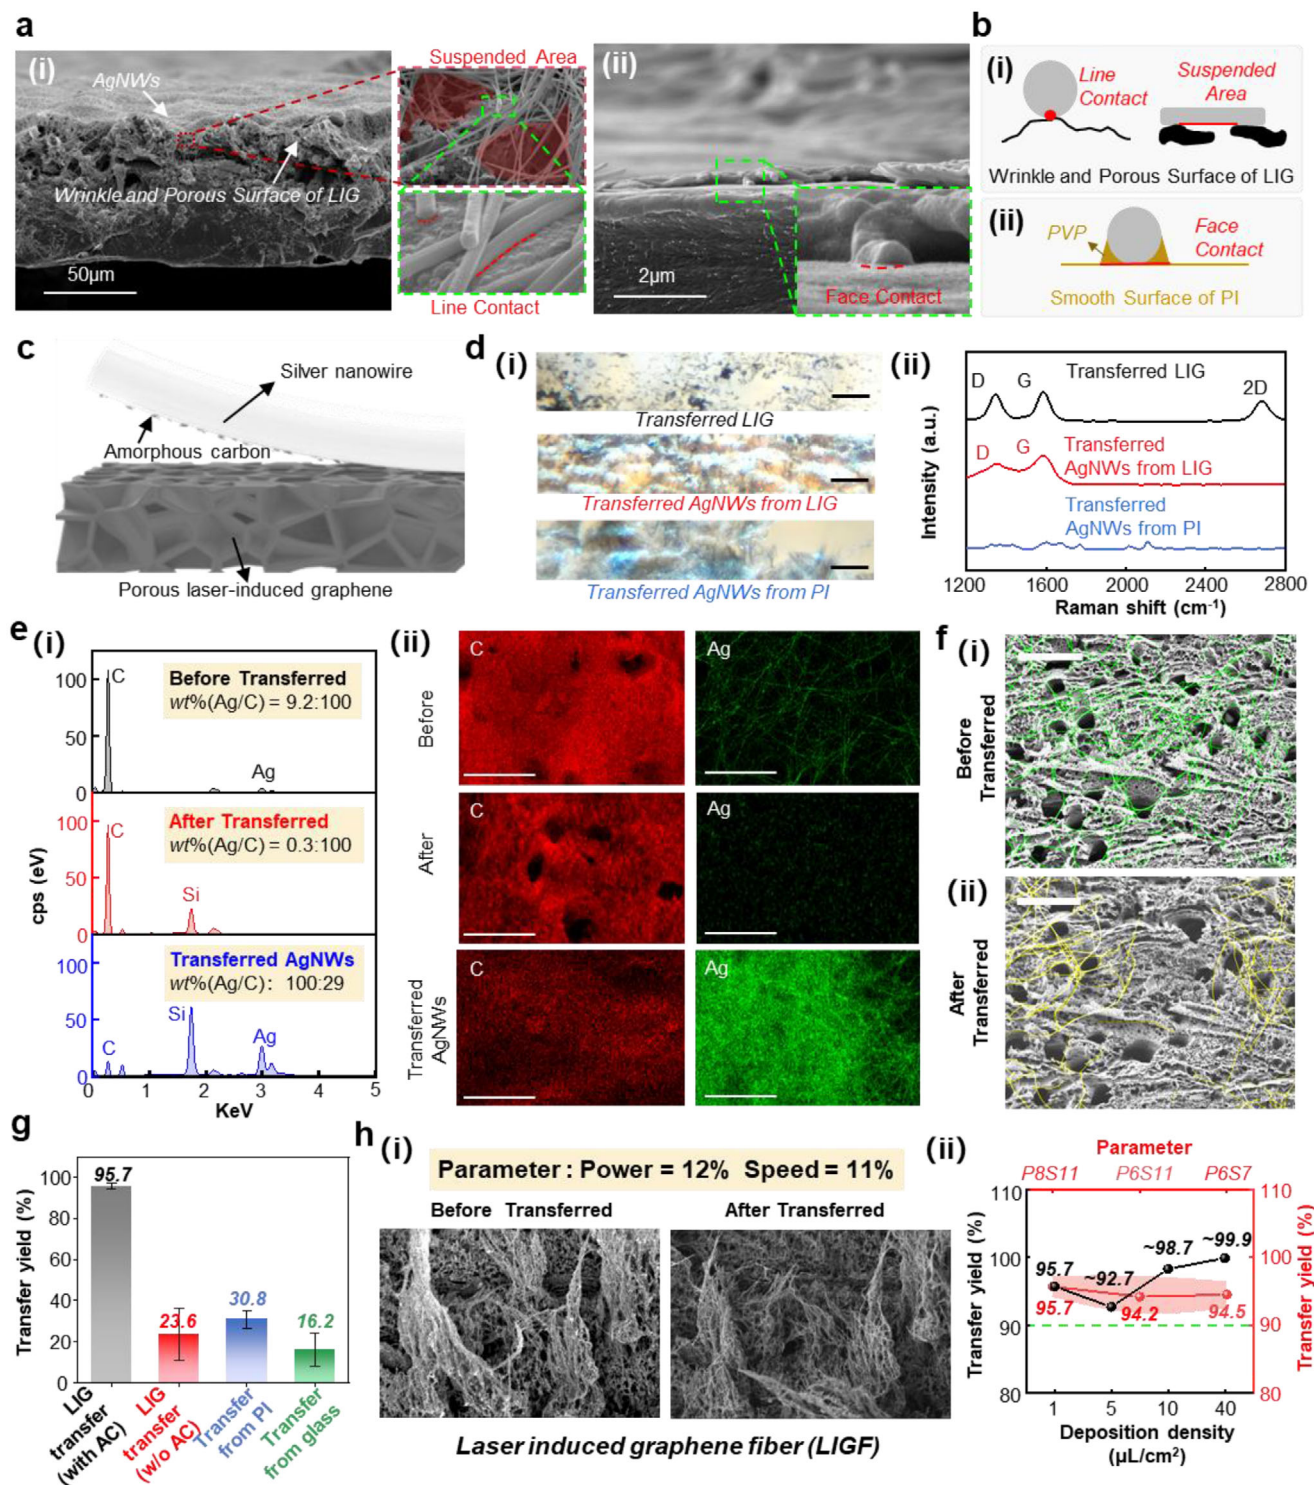 a
(i)
AgNWs
Wrinkle and Porous Surface of LIG
50μm
Suspended Area
Line Contact
(ii)
2μm
Face Contact
b
(i)
Line
Contact
Suspended
Area
Wrinkle and Porous Surface of LIG
(ii)
PVP
Face
Contact
Smooth Surface of PI
c
Silver nanowire
Amorphous carbon
Porous laser-induced graphene
d
(i)
Transferred LIG
Transferred AgNWs from LIG
Transferred AgNWs from PI
(ii)
Intensity (a.u.)
D
G
Transferred LIG
2D
D
G
Transferred
AgNWs from LIG
Transferred
AgNWs from PI
1200 1600 2000 2400 2800
Raman shift (cm-1)
e
(i)
cps (eV)
100
50
0
C
Before Transferred
wt%(Ag/C) = 9.2:100
Ag
100
50
0
C
After Transferred
wt%(Ag/C) = 0.3:100
Si
100
50
0
Transferred AgNWs
wt%(Ag/C): 100:29
C
Si
Ag
0 1 2 3 4 5
KeV
(ii)
Before
C
Ag
After
C
Ag
Transferred
AgNWs
C
Ag
f
(i)
Before
Transferred
(ii)
After
Transferred
g
Transfer yield (%)
100
80
60
40
20
0
95.7
23.6
30.8
16.2
LIG
transfer
(with AC)
LIG
transfer
(w/o AC)
Transfer
from PI
Transfer
from glass
h
(i)
Parameter : Power = 12% Speed = 11%
Before Transferred
After Transferred
Laser induced graphene fiber (LIGF)
(ii)
Parameter
P8S11 P6S11 P6S7
Transfer yield (%)
110
100
90
80
95.7
~92.7
~98.7
~99.9
95.7
94.2
94.5
110
100
90
80
Transfer yield (%)
1 5 10 40
Deposition density
(μL/cm2)